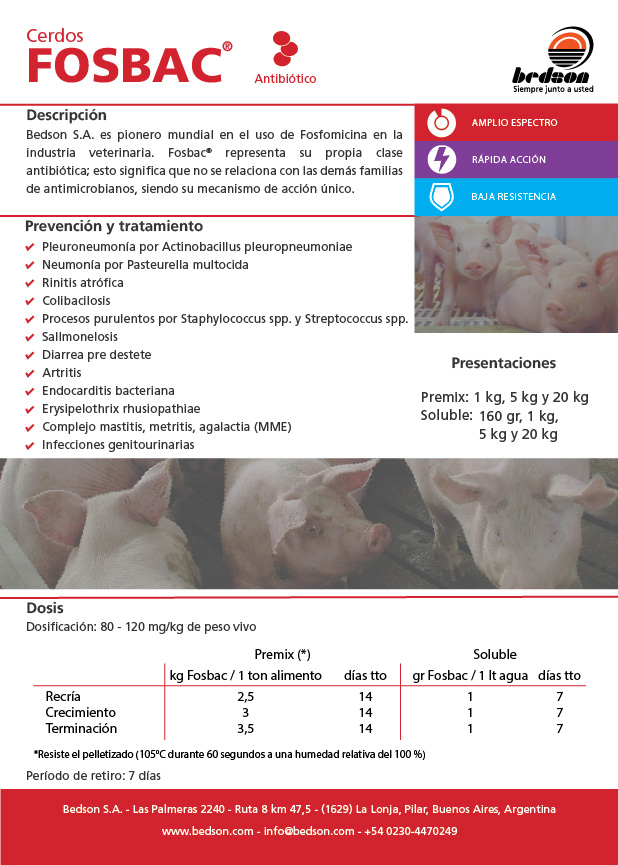 Cerdos
FOSBAC®
Antibiótico
bedson
Siempre junto a usted
Descripción
Bedson S.A. es pionero mundial en el uso de Fosfomicina en la
industria veterinaria. Fosbac® representa su propia clase
antibiótica; esto significa que no se relaciona con las demás familias
de antimicrobianos, siendo su mecanismo de acción único.
AMPLIO ESPECTRO
RÁPIDA ACCIÓN
BAJA RESISTENCIA
Prevención y tratamiento
Pleuroneumonía por Actinobacillus pleuropneumoniae
Neumonía por Pasteurella multocida
Rinitis atrófica
Colibacilosis
Procesos purulentos por Staphylococcus spp. y Streptococcus spp.
Sallmonelosis
Diarrea pre destete
Artritis
Endocarditis bacteriana
Erysipelothrix rhusiopathiae
Complejo mastitis, metritis, agalactia (MME)
Infecciones genitourinarias
Presentaciones
Premix: 1 kg, 5 kg y 20 kg
Soluble: 160 gr, 1 kg,
5 kg y 20 kg
Dosis
Dosificación: 80 - 120 mg/kg de peso vivo
Premix (*) Soluble
kg Fosbac / 1 ton alimento días tto gr Fosbac / 1 lt agua días tto
Recría 2,5 14 1 7
Crecimiento 3 14 1 7
Terminación 3,5 14 1 7
*Resiste el pelletizado (105ºC durante 60 segundos a una humedad relativa del 100 %)
Período de retiro: 7 días
Bedson S.A. - Las Palmeras 2240 - Ruta 8 km 47,5 - (1629) La Lonja, Pilar, Buenos Aires, Argentina
www.bedson.com - info@bedson.com - +54 0230-4470249